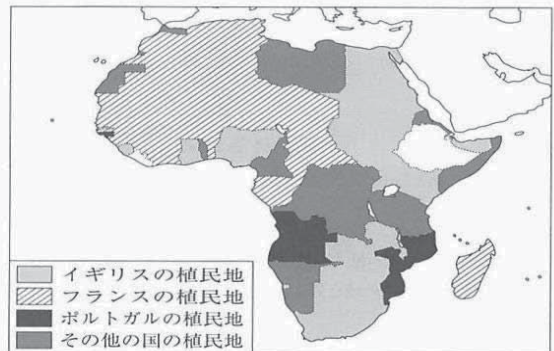 イギリスの植民地
フランスの植民地
ポルトガルの植民地
その他の国の植民地